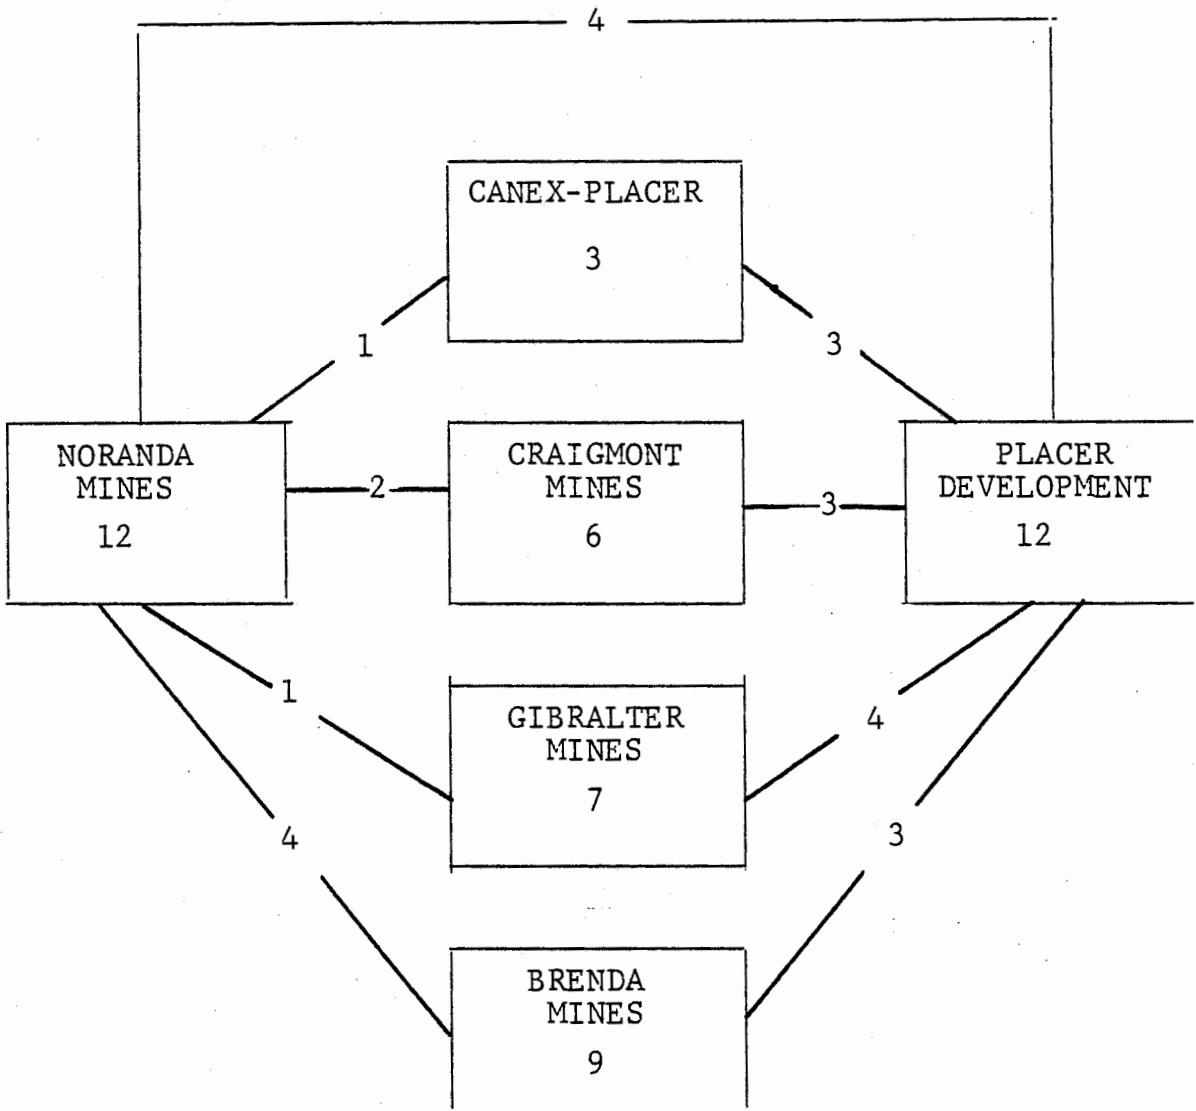 4
CANEX-PLACER
3
1
3
NORANDA
MINES
12
2
CRAIGMONT
MINES
6
3
PLACER
DEVELOPMENT
12
1
GIBRALTER
MINES
7
4
4
3
BRENDA
MINES
9